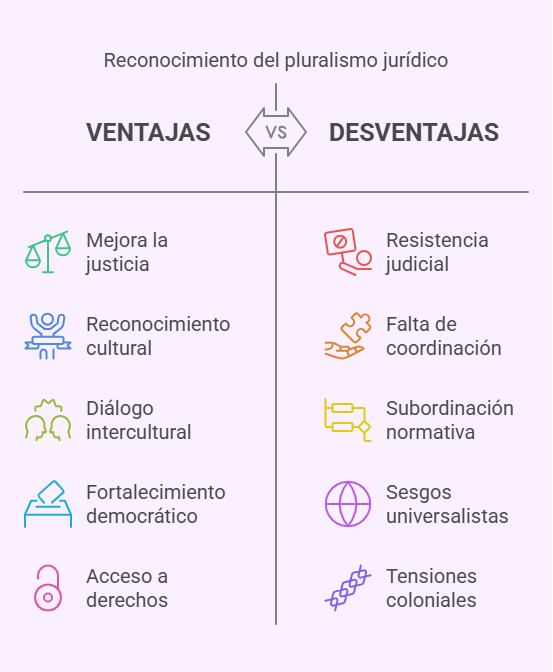 Reconocimiento del pluralismo jurídico
VENTAJAS
VS
DESVENTAJAS
Mejora la
justicia
Resistencia
judicial
Reconocimiento
cultural
Falta de
coordinación
Diálogo
intercultural
Subordinación
normativa
Fortalecimiento
democrático
Sesgos
universalistas
Acceso a
derechos
Tensiones
coloniales